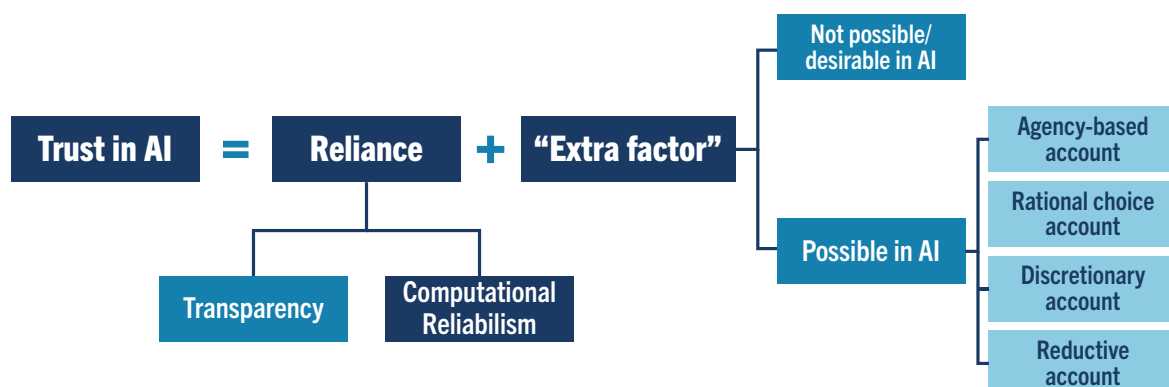 Trust in AI = Reliance + “Extra factor”
Not possible/
desirable in AI
Possible in AI
Agency-based
account
Rational choice
account
Discretionary
account
Reductive
account
Transparency
Computational
Reliabilism